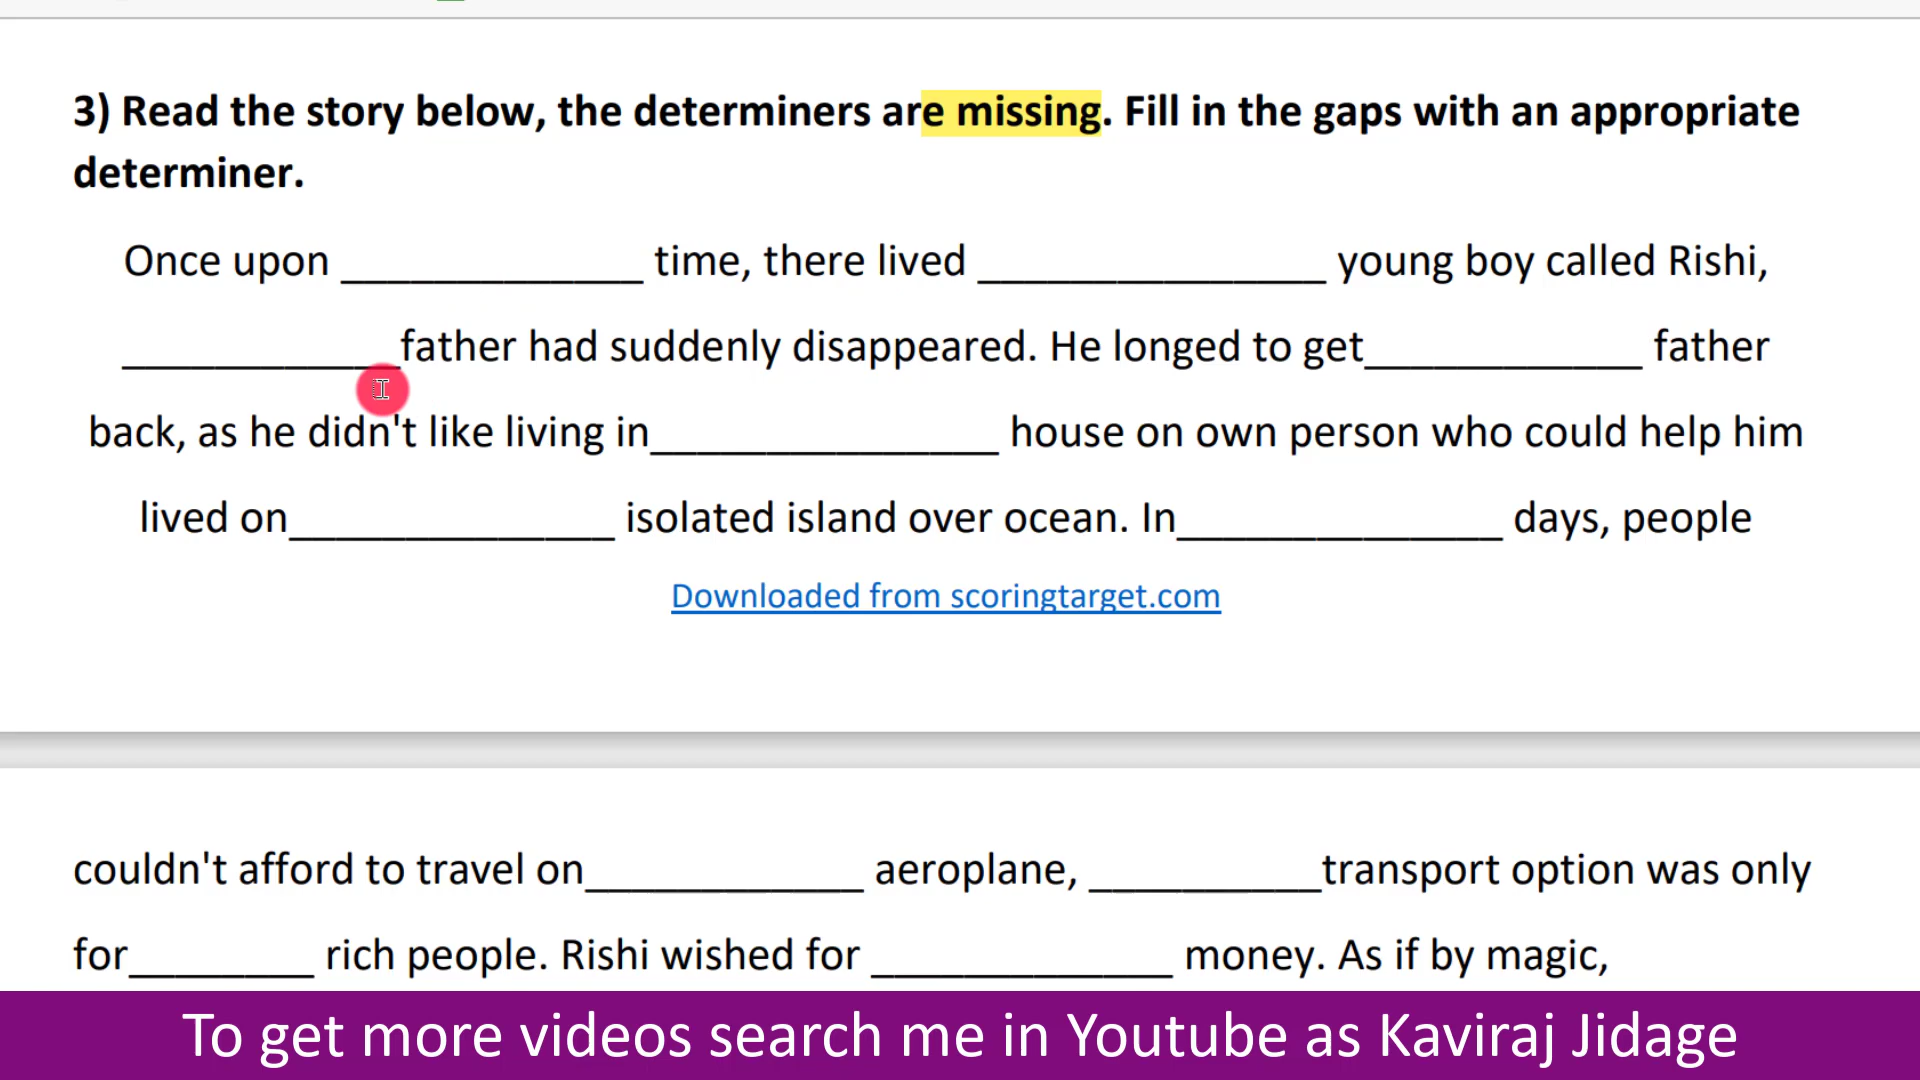 3) Read the story below, the determiners are missing. Fill in the gaps with an appropriate
determiner.
Once upon _____________ time, there lived _______________ young boy called Rishi,
____________father had suddenly disappeared. He longed to get____________ father
back, as he didn't like living in_______________ house on own person who could help him
lived on______________ isolated island over ocean. In______________ days, people
Downloaded from scoringtarget.com
couldn't afford to travel on____________ aeroplane, __________transport option was only
for________ rich people. Rishi wished for _____________ money. As if by magic,
To get more videos search me in Youtube as Kaviraj Jidage